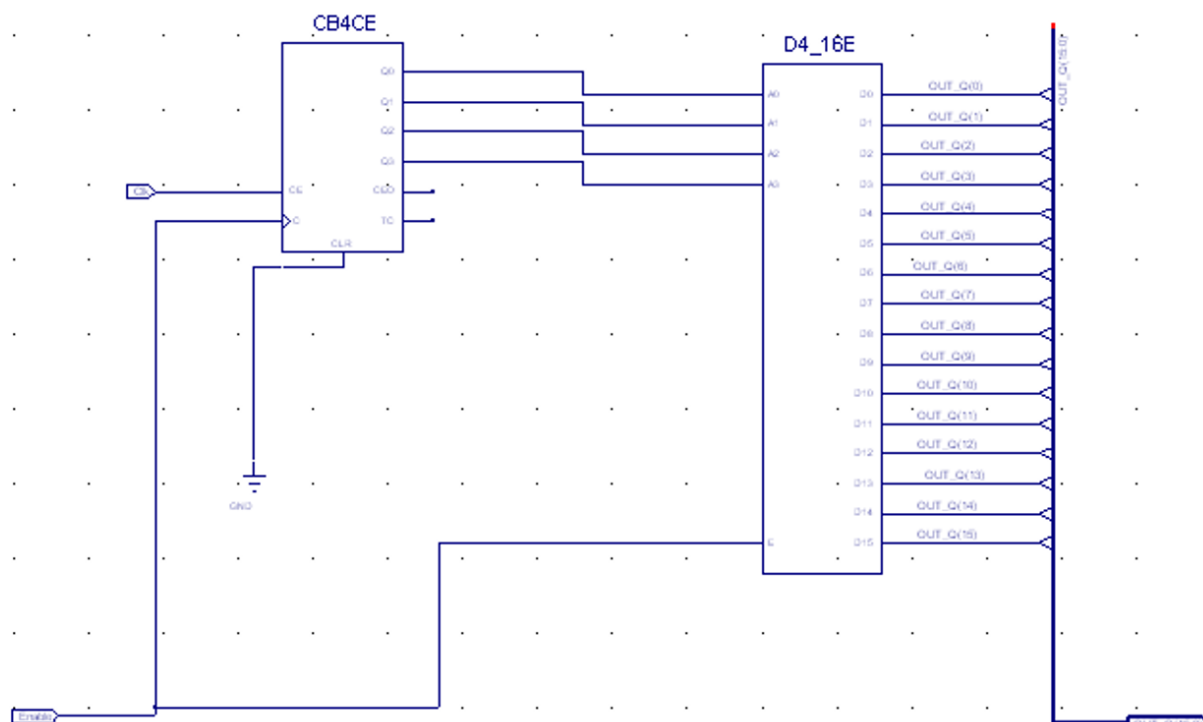 CB4CE
D4_16E
Q0
Q1
Q2
Q3
CE
CEO
C
TC
CLR
GND
A0
A1
A2
A3
E
D0
D1
D2
D3
D4
D5
D6
D7
D8
D9
D10
D11
D12
D13
D14
D15
OUT_Q(0)
OUT_Q(1)
OUT_Q(2)
OUT_Q(3)
OUT_Q(4)
OUT_Q(5)
OUT_Q(6)
OUT_Q(7)
OUT_Q(8)
OUT_Q(9)
OUT_Q(10)
OUT_Q(11)
OUT_Q(12)
OUT_Q(13)
OUT_Q(14)
OUT_Q(15)
OUT_Q(15:0)
Enable